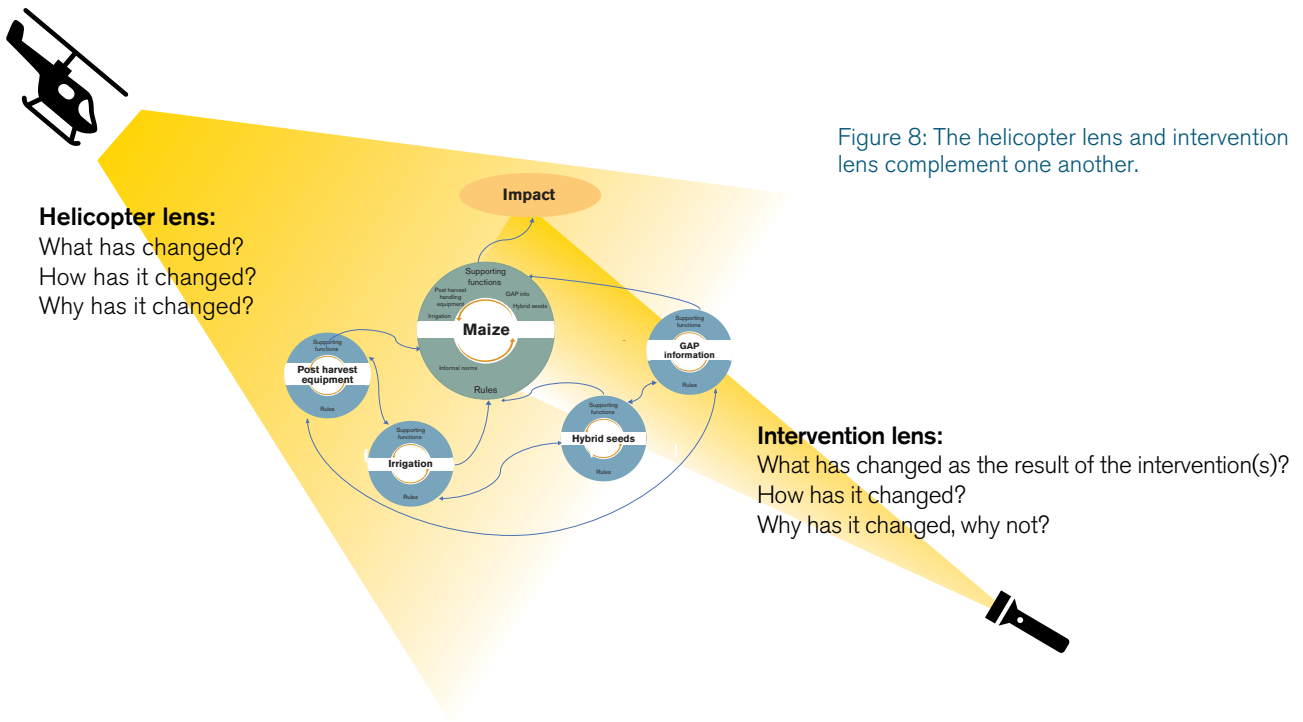 Figure 8: The helicopter lens and intervention
lens complement one another.
Impact
Helicopter lens:
What has changed?
How has it changed?
Why has it changed?
Supporting
functions
Post harvest
handling
equipment
GAP info
Hybrid seeds
Irrigation
Maize
Informal norms
Rules
Supporting
functions
GAP
information
Rules
Supporting
functions
Post harvest
equipment
Rules
Supporting
functions
Hybrid seeds
Rules
Supporting
functions
Irrigation
Rules
Intervention lens:
What has changed as the result of the intervention(s)?
How has it changed?
Why has it changed, why not?